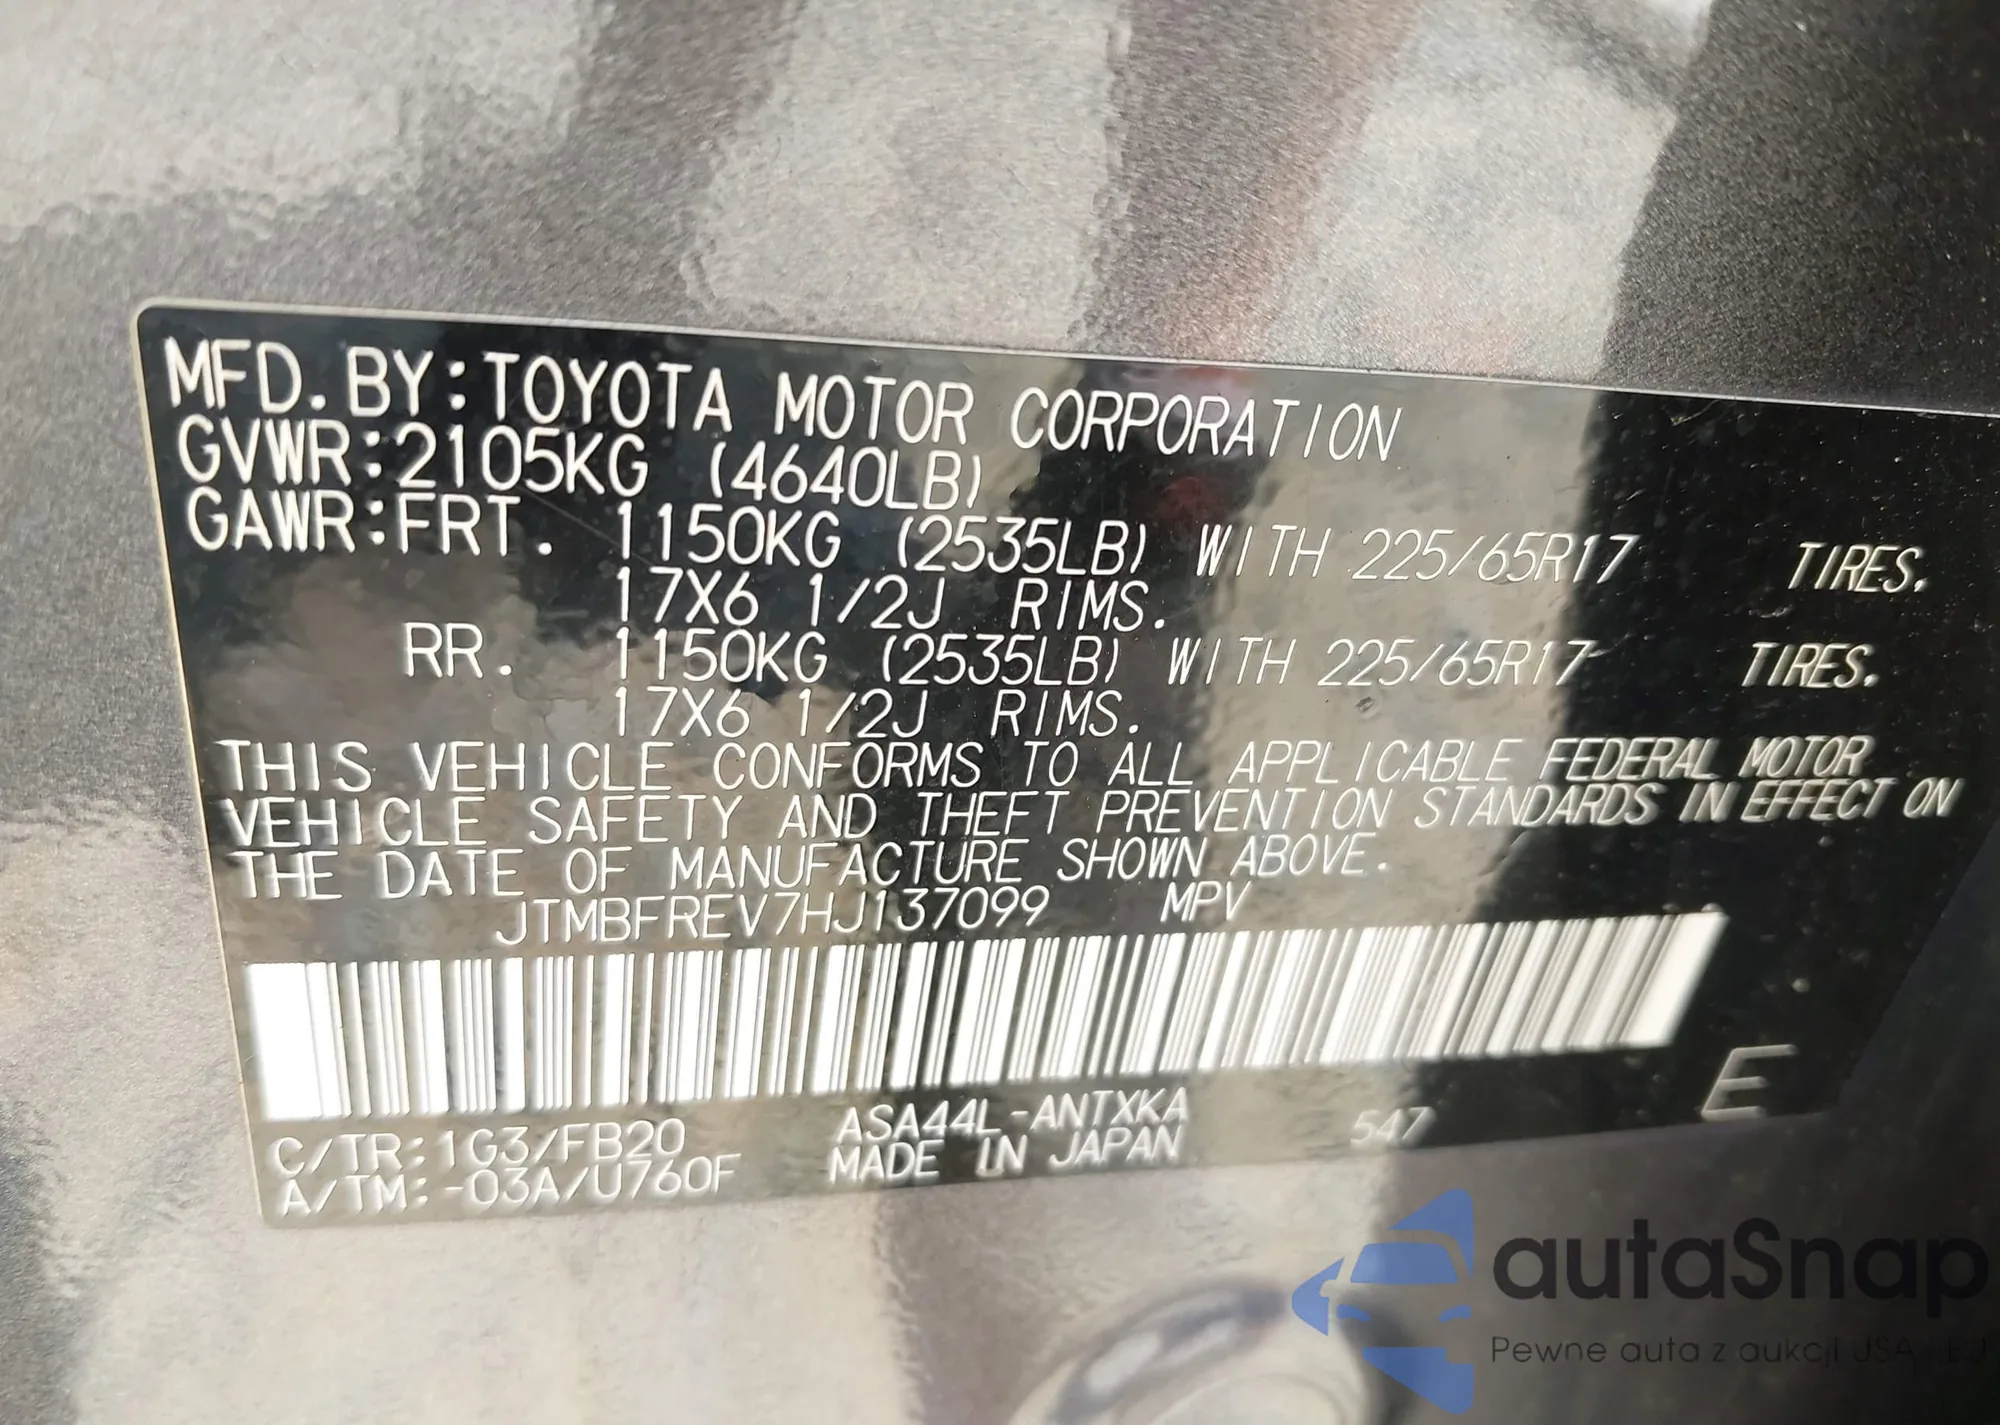 MFD. BY: TOYOTA MOTOR CORPORATION
GVWR: 2105KG (4640LB)
GAWR: FRT. 1150KG (2535LB) WITH 225/65R17 TIRES.
17X6 1/2J RIMS.
RR. 1150KG (2535LB) WITH 225/65R17 TIRES.
17X6 1/2J RIMS.
THIS VEHICLE CONFORMS TO ALL APPLICABLE FEDERAL MOTOR
VEHICLE SAFETY AND THEFT PREVENTION STANDARDS IN EFFECT ON
THE DATE OF MANUFACTURE SHOWN ABOVE.
JTMBFREV7HJ137099 MPV
C/TR: 1G3/FB20 ASA44L-ANTXKA 547 E
A/TM: -03A/U760F MADE IN JAPAN
autaSnap
Pewne auta z aukcji USA